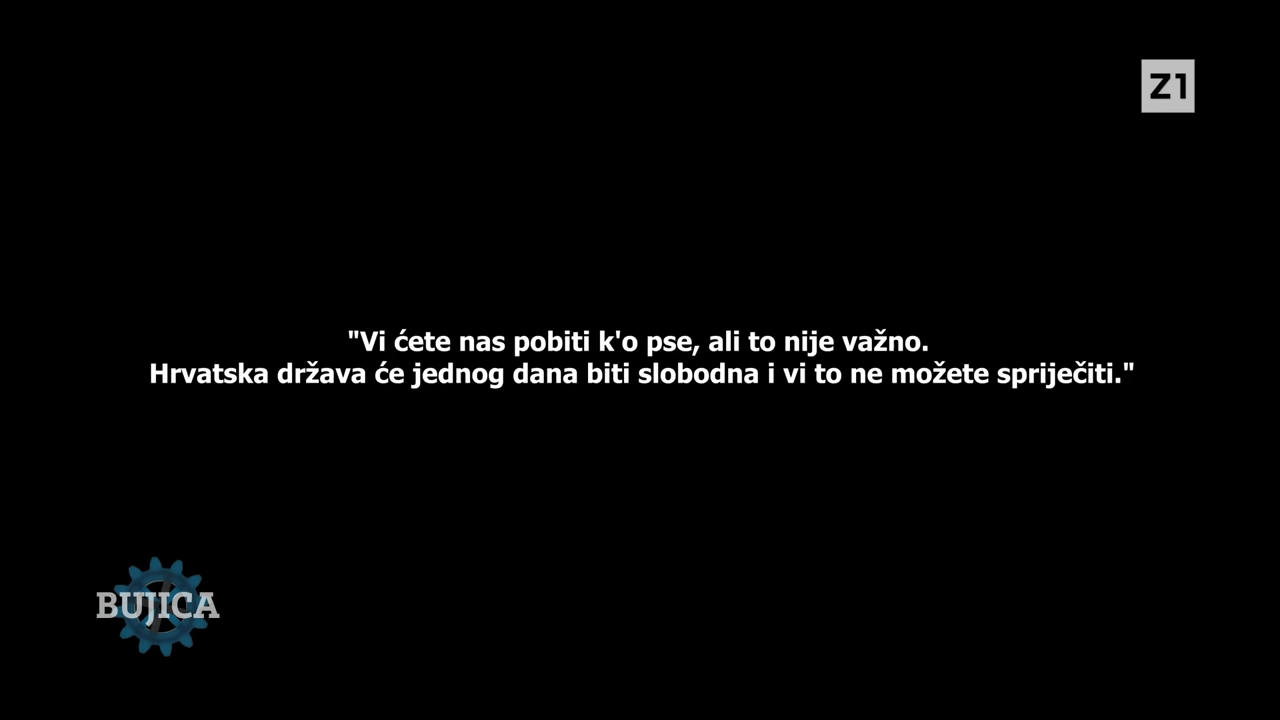 Z1
"Vi ćete nas pobiti k'o pse, ali to nije važno.
Hrvatska država će jednog dana biti slobodna i vi to ne možete spriječiti."
BUJICA